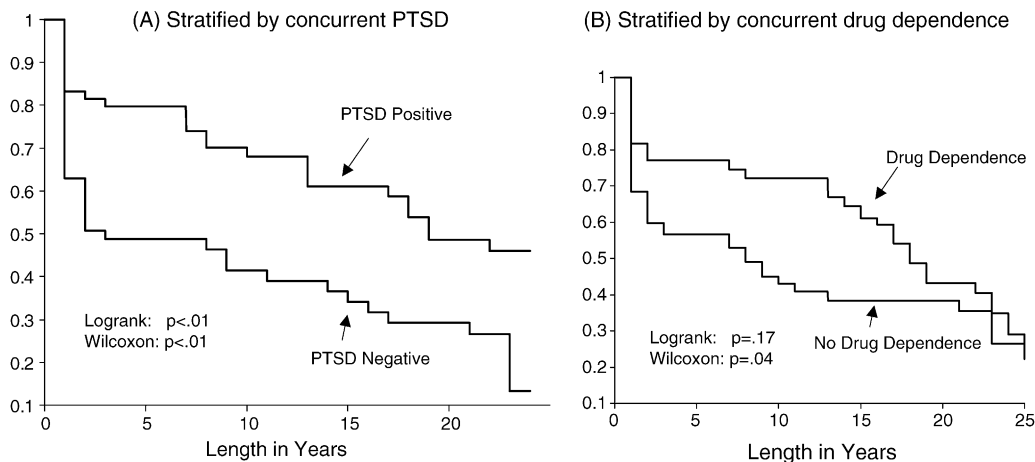 (A) Stratified by concurrent PTSD
1
0.9
0.8
0.7
0.6
0.5
0.4
0.3
0.2
0.1
PTSD Positive
Logrank: p<.01
Wilcoxon: p<.01
PTSD Negative
0 5 10 15 20
Length in Years
(B) Stratified by concurrent drug dependence
1
0.9
0.8
0.7
0.6
0.5
0.4
0.3
0.2
0.1
Drug Dependence
Logrank: p=.17
Wilcoxon: p=.04
No Drug Dependence
0 5 10 15 20 25
Length in Years